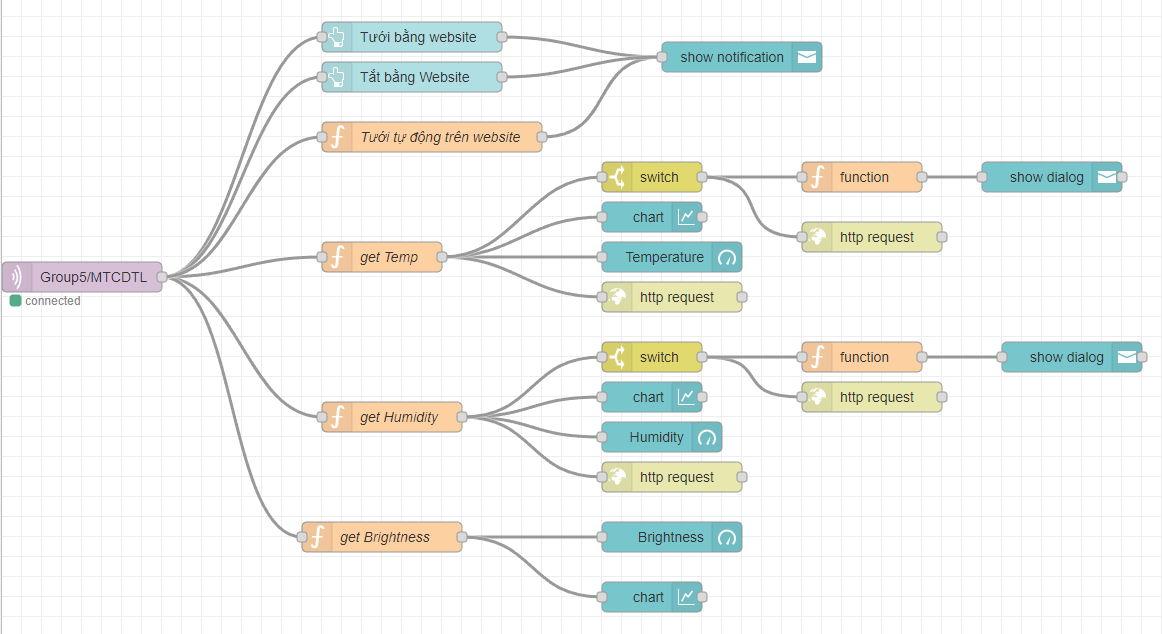 Tưới bằng website
show notification
Tắt bằng Website
Tưới tự động trên website
switch
function
show dialog
chart
http request
get Temp
Temperature
Group5/MTCDTL
connected
http request
switch
function
show dialog
chart
http request
get Humidity
Humidity
http request
get Brightness
Brightness
chart